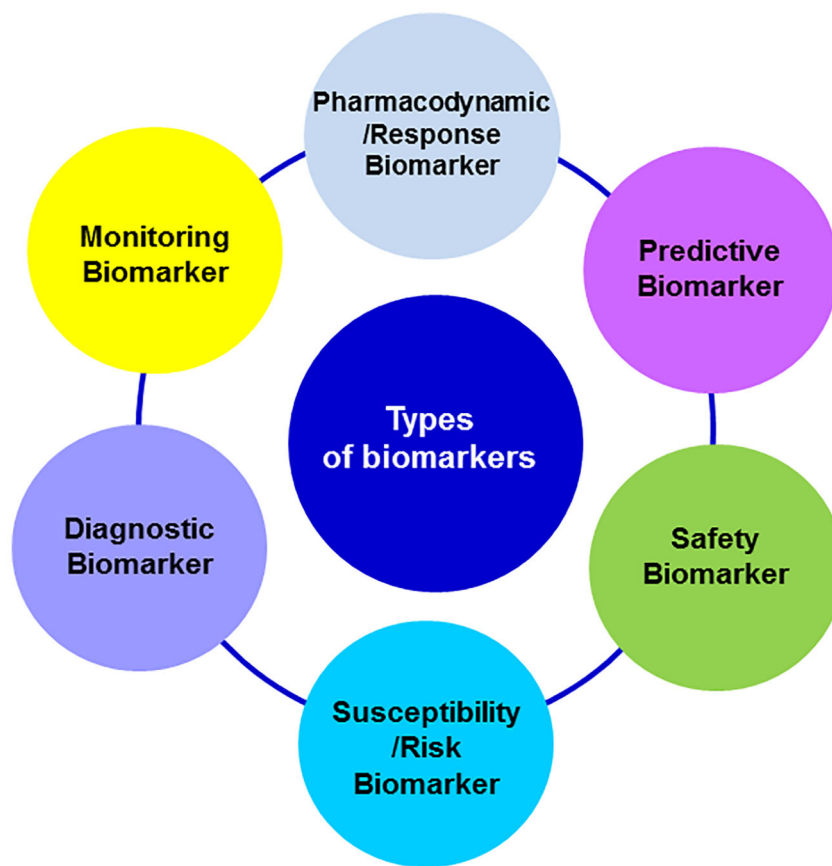 Pharmacodynamic
/Response
Biomarker
Monitoring
Biomarker
Predictive
Biomarker
Types
of biomarkers
Diagnostic
Biomarker
Safety
Biomarker
Susceptibility
/Risk
Biomarker